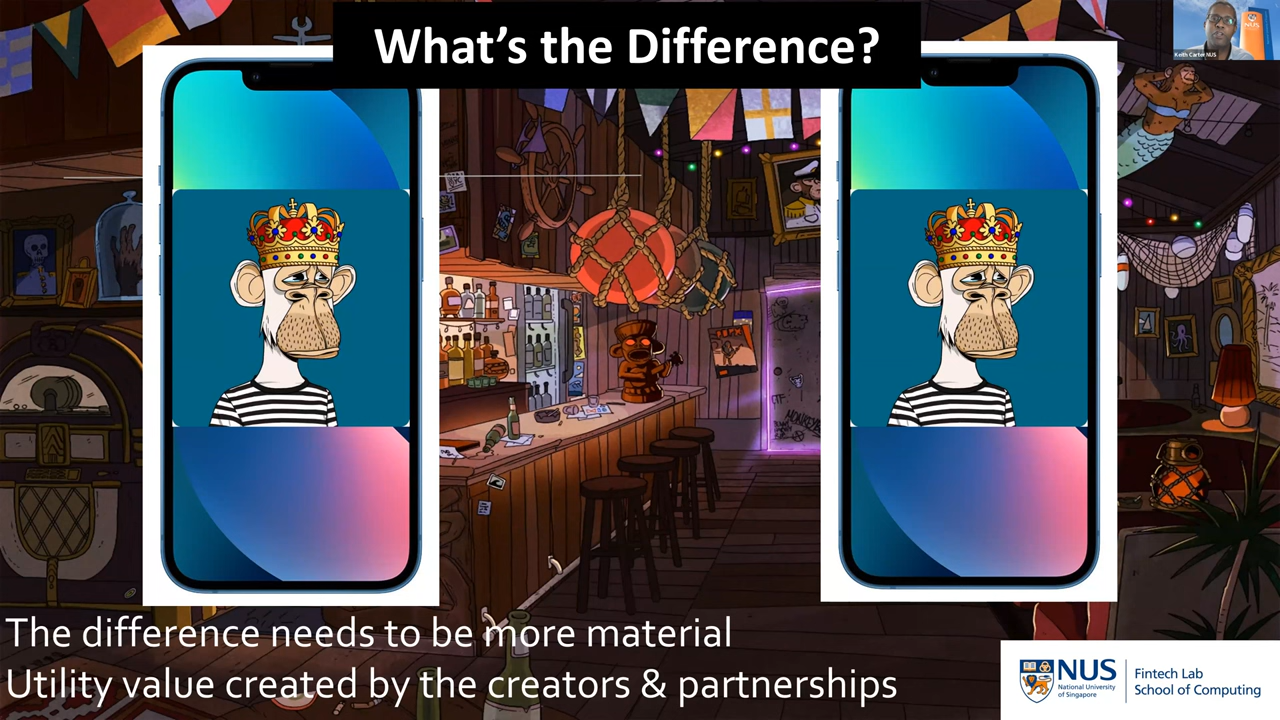 What's the Difference?
Keith Carter NUS
The difference needs to be more material
Utility value created by the creators & partnerships
NUS
National University
of Singapore
Fintech Lab
School of Computing